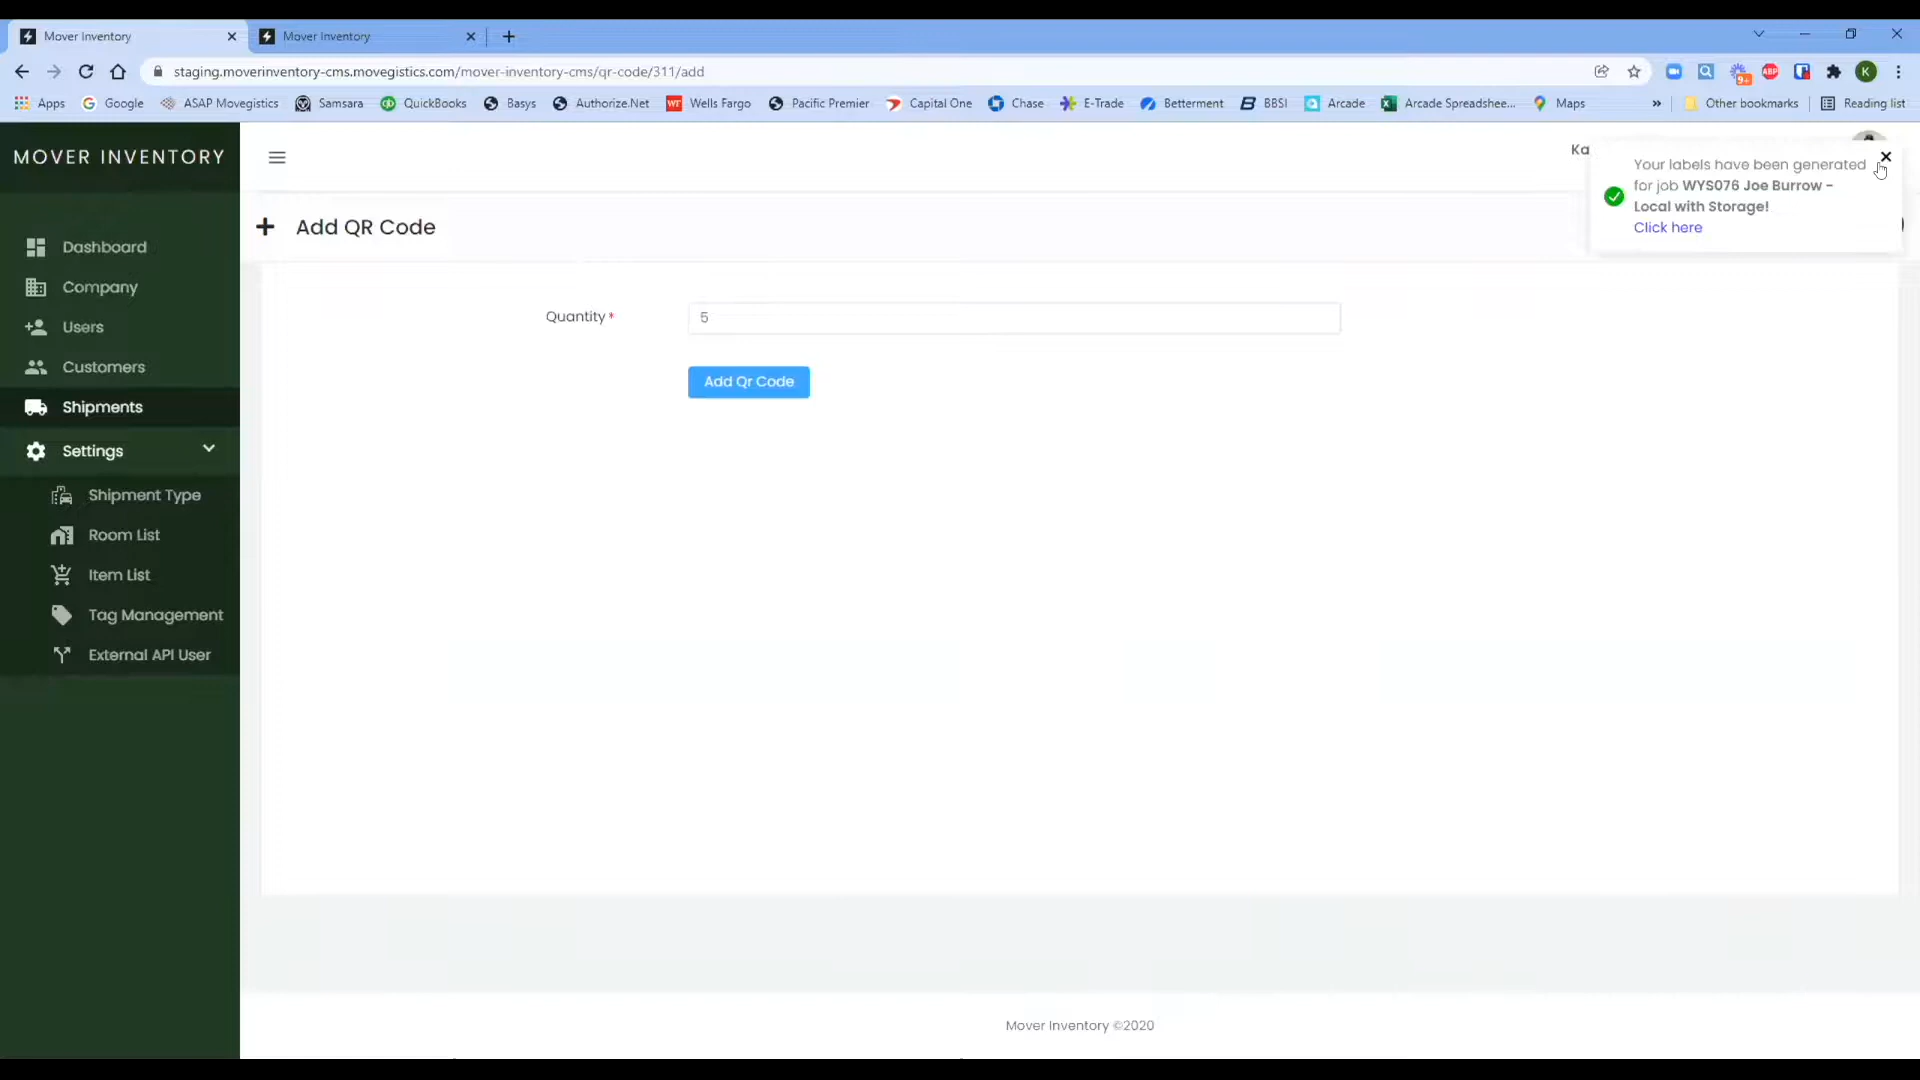 Mover Inventory
Mover Inventory
staging.moverinventory-cms.movegistics.com/mover-inventory-cms/qr-code/311/add
9+
ABP
K
Apps
Google
ASAP Movegistics
Samsara
QuickBooks
Basys
Authorize.Net
Wells Fargo
Pacific Premier
Capital One
Chase
E-Trade
Betterment
BBSI
Arcade
Arcade Spreadshee...
Maps
»
Other bookmarks
Reading list
MOVER INVENTORY
Ka
Your labels have been generated
for job WYS076 Joe Burrow -
Local with Storage!
Click here
Add QR Code
Dashboard
Company
Users
Customers
Shipments
Settings
Shipment Type
Room List
Item List
Tag Management
External API User
Quantity *
5
Add Qr Code
Mover Inventory ©2020